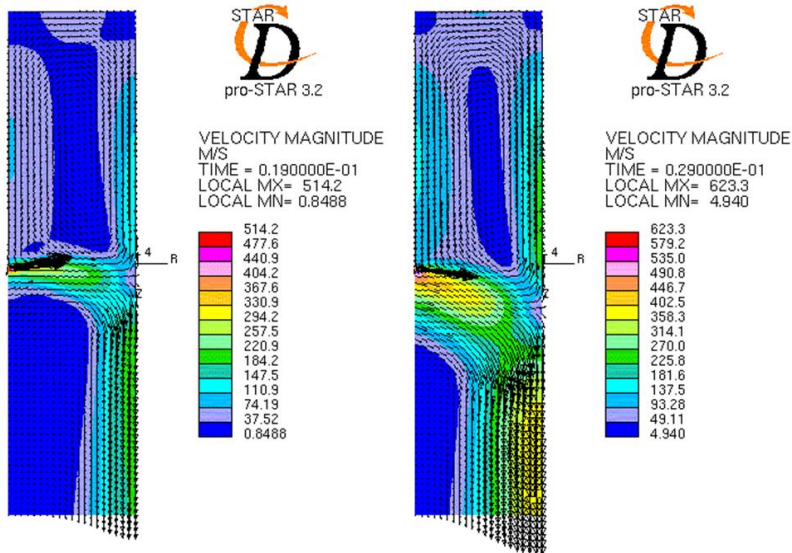 STAR
CD
pro-STAR 3.2
VELOCITY MAGNITUDE
M/S
TIME = 0.190000E-01
LOCAL MX= 514.2
LOCAL MN= 0.8488
514.2
477.6
440.9
404.2
367.6
330.9
294.2
257.5
220.9
184.2
147.5
110.9
74.19
37.52
0.8488
4
R
Z
STAR
CD
pro-STAR 3.2
VELOCITY MAGNITUDE
M/S
TIME = 0.290000E-01
LOCAL MX= 623.3
LOCAL MN= 4.940
623.3
579.2
535.0
490.8
446.7
402.5
358.3
314.1
270.0
225.8
181.6
137.5
93.28
49.11
4.940
4
R
Z